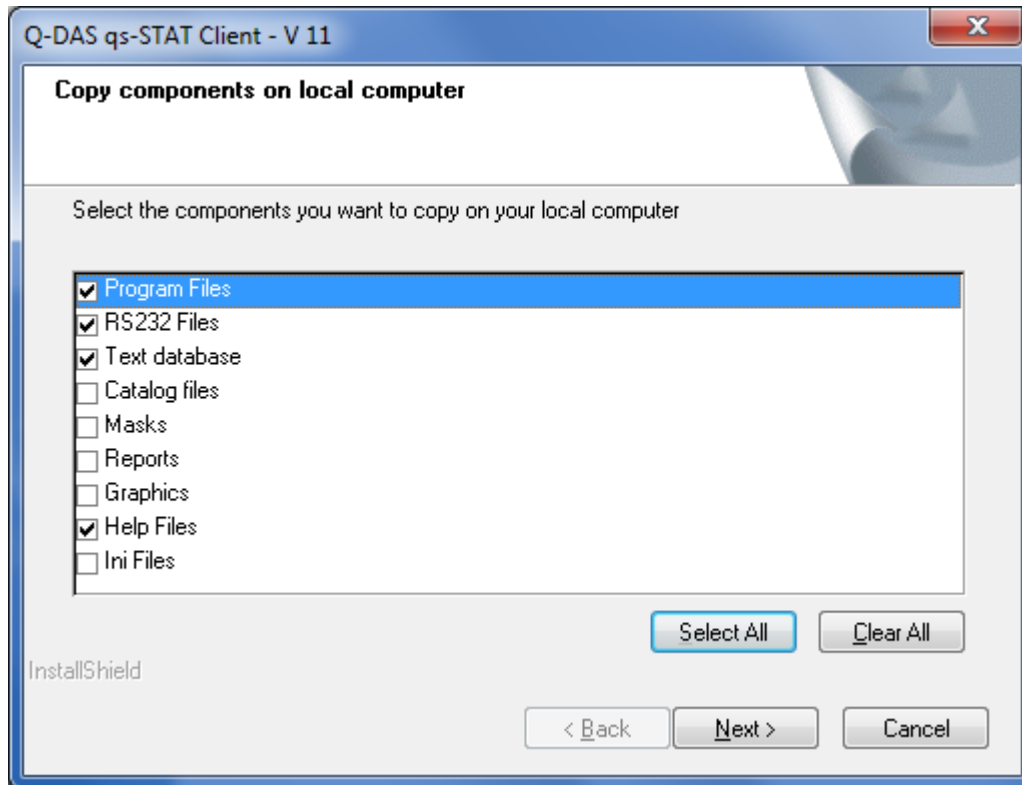 Q-DAS qs-STAT Client - V 11
Copy components on local computer
Select the components you want to copy on your local computer
Program Files
RS232 Files
Text database
Catalog files
Masks
Reports
Graphics
Help Files
Ini Files
Select All
Clear All
InstallShield
< Back
Next >
Cancel